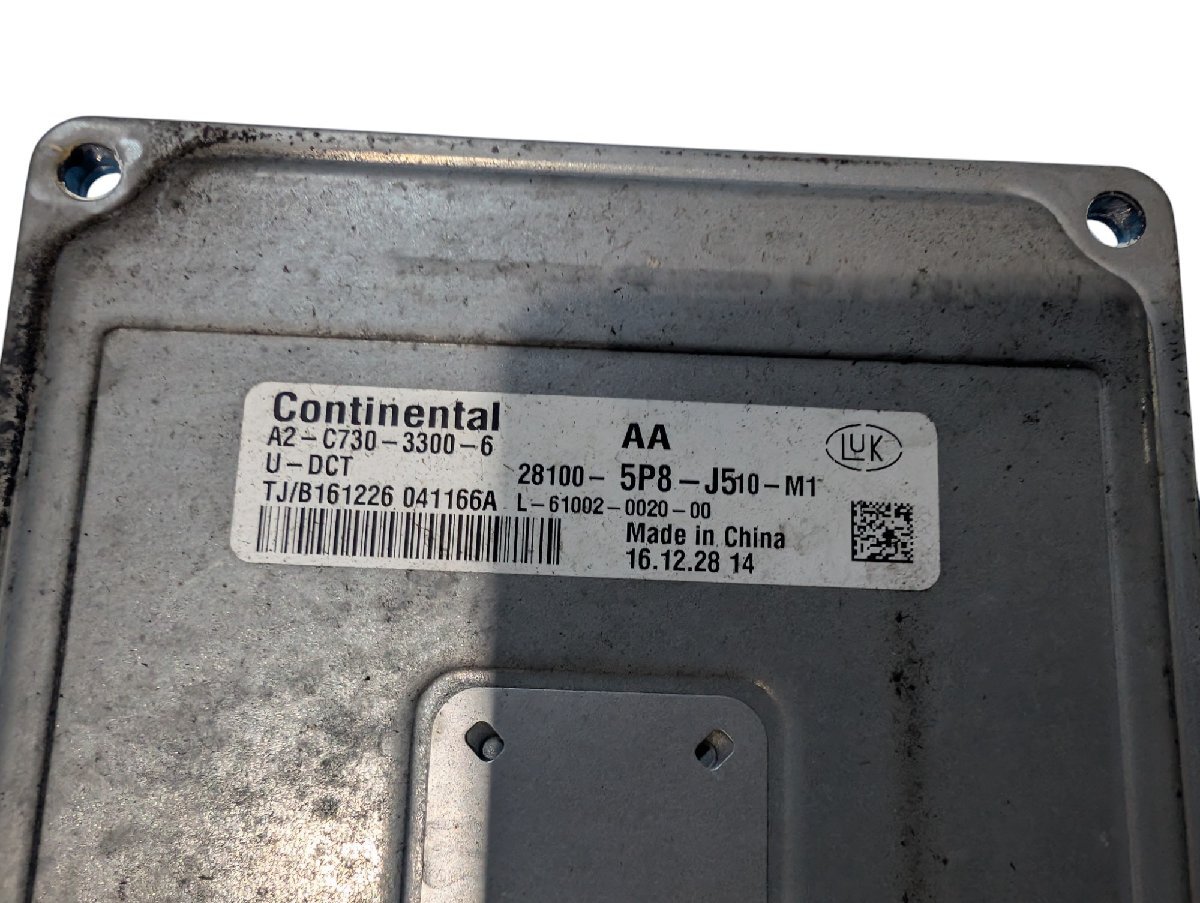 Continental
A2-C730-3300-6
AA
LUK
U-DCT
28100-5P8-J510-M1
TJ/B161226 041166A
L-61002-0020-00
Made in China
16.12.28 14